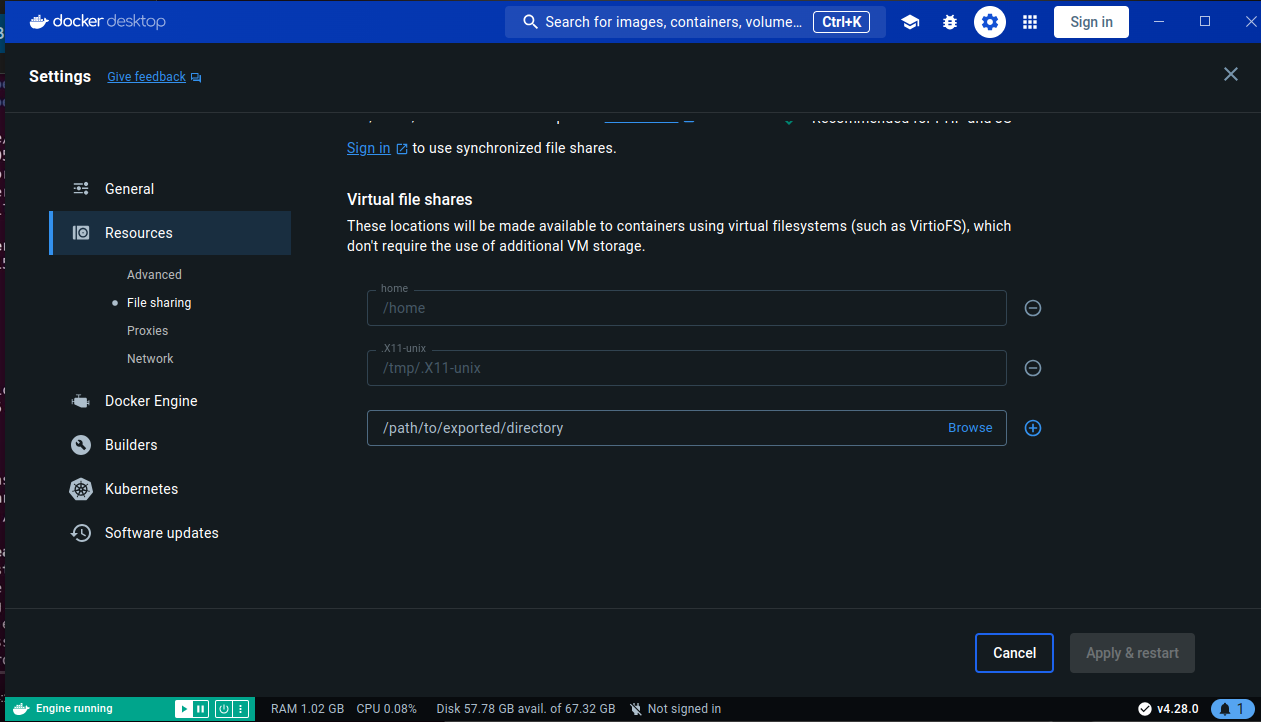 docker desktop
Search for images, containers, volume... Ctrl+K
Sign in
Settings
Give feedback
Recommended for PHP and JS
Sign in to use synchronized file shares.
General
Resources
Advanced
File sharing
Proxies
Network
Docker Engine
Builders
Kubernetes
Software updates
Virtual file shares
These locations will be made available to containers using virtual filesystems (such as VirtioFS), which
don't require the use of additional VM storage.
home
/home
.X11-unix
/tmp/.X11-unix
/path/to/exported/directory Browse
Cancel Apply & restart
Engine running RAM 1.02 GB CPU 0.08% Disk 57.78 GB avail. of 67.32 GB Not signed in v4.28.0 1